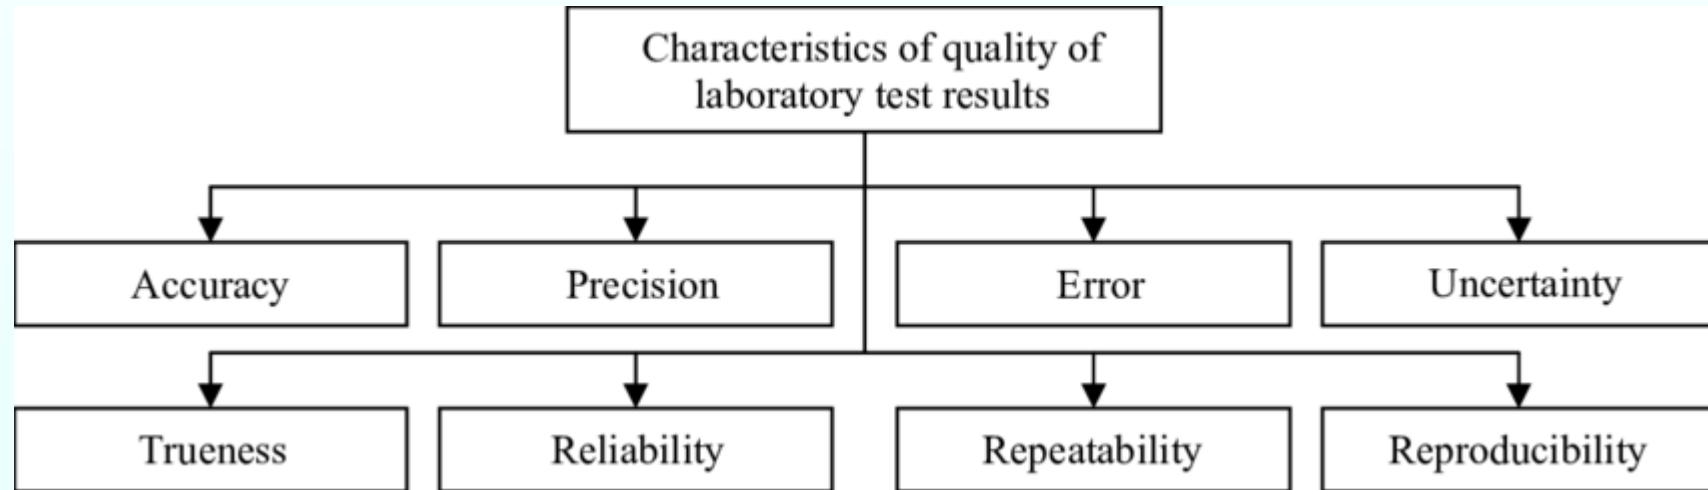 Characteristics of quality of
laboratory test results
Accuracy
Precision
Error
Uncertainty
Trueness
Reliability
Repeatability
Reproducibility